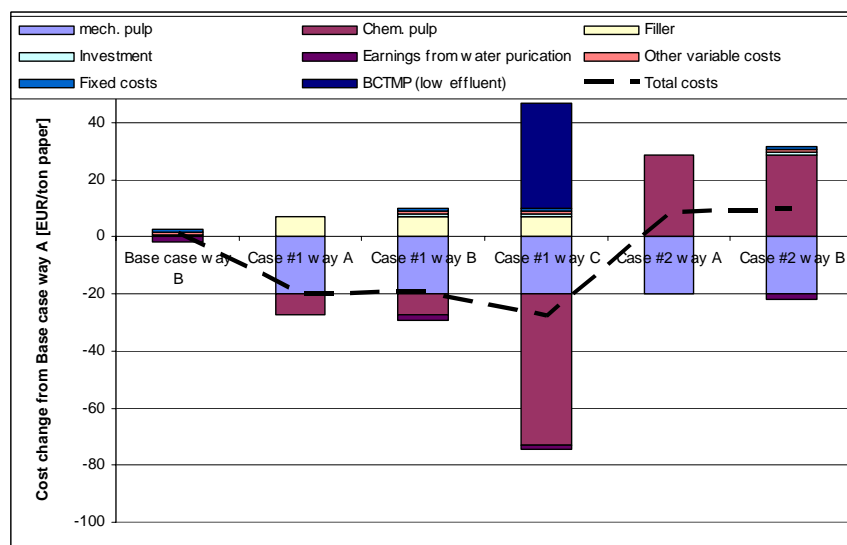 mech. pulp Chem. pulp Filler
Investment Earnings from water purication Other variable costs
Fixed costs BCTMP (low effluent) Total costs
Cost change from Base case way A [EUR/ton paper]
40
20
0
-20
-40
-60
-80
-100
Base case way B
Case #1 way A
Case #1 way B
Case #1 way C
Case #2 way A
Case #2 way B